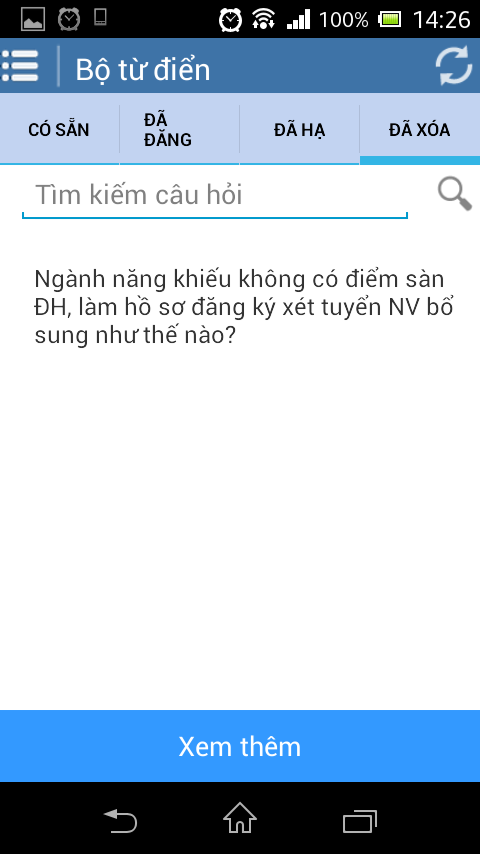 100% 14:26
Bộ từ điển
CÓ SẴN
ĐÃ
ĐĂNG
ĐÃ HẠ
ĐÃ XÓA
Tìm kiếm câu hỏi
Ngành năng khiếu không có điểm sàn
ĐH, làm hồ sơ đăng ký xét tuyển NV bổ
sung như thế nào?
Xem thêm